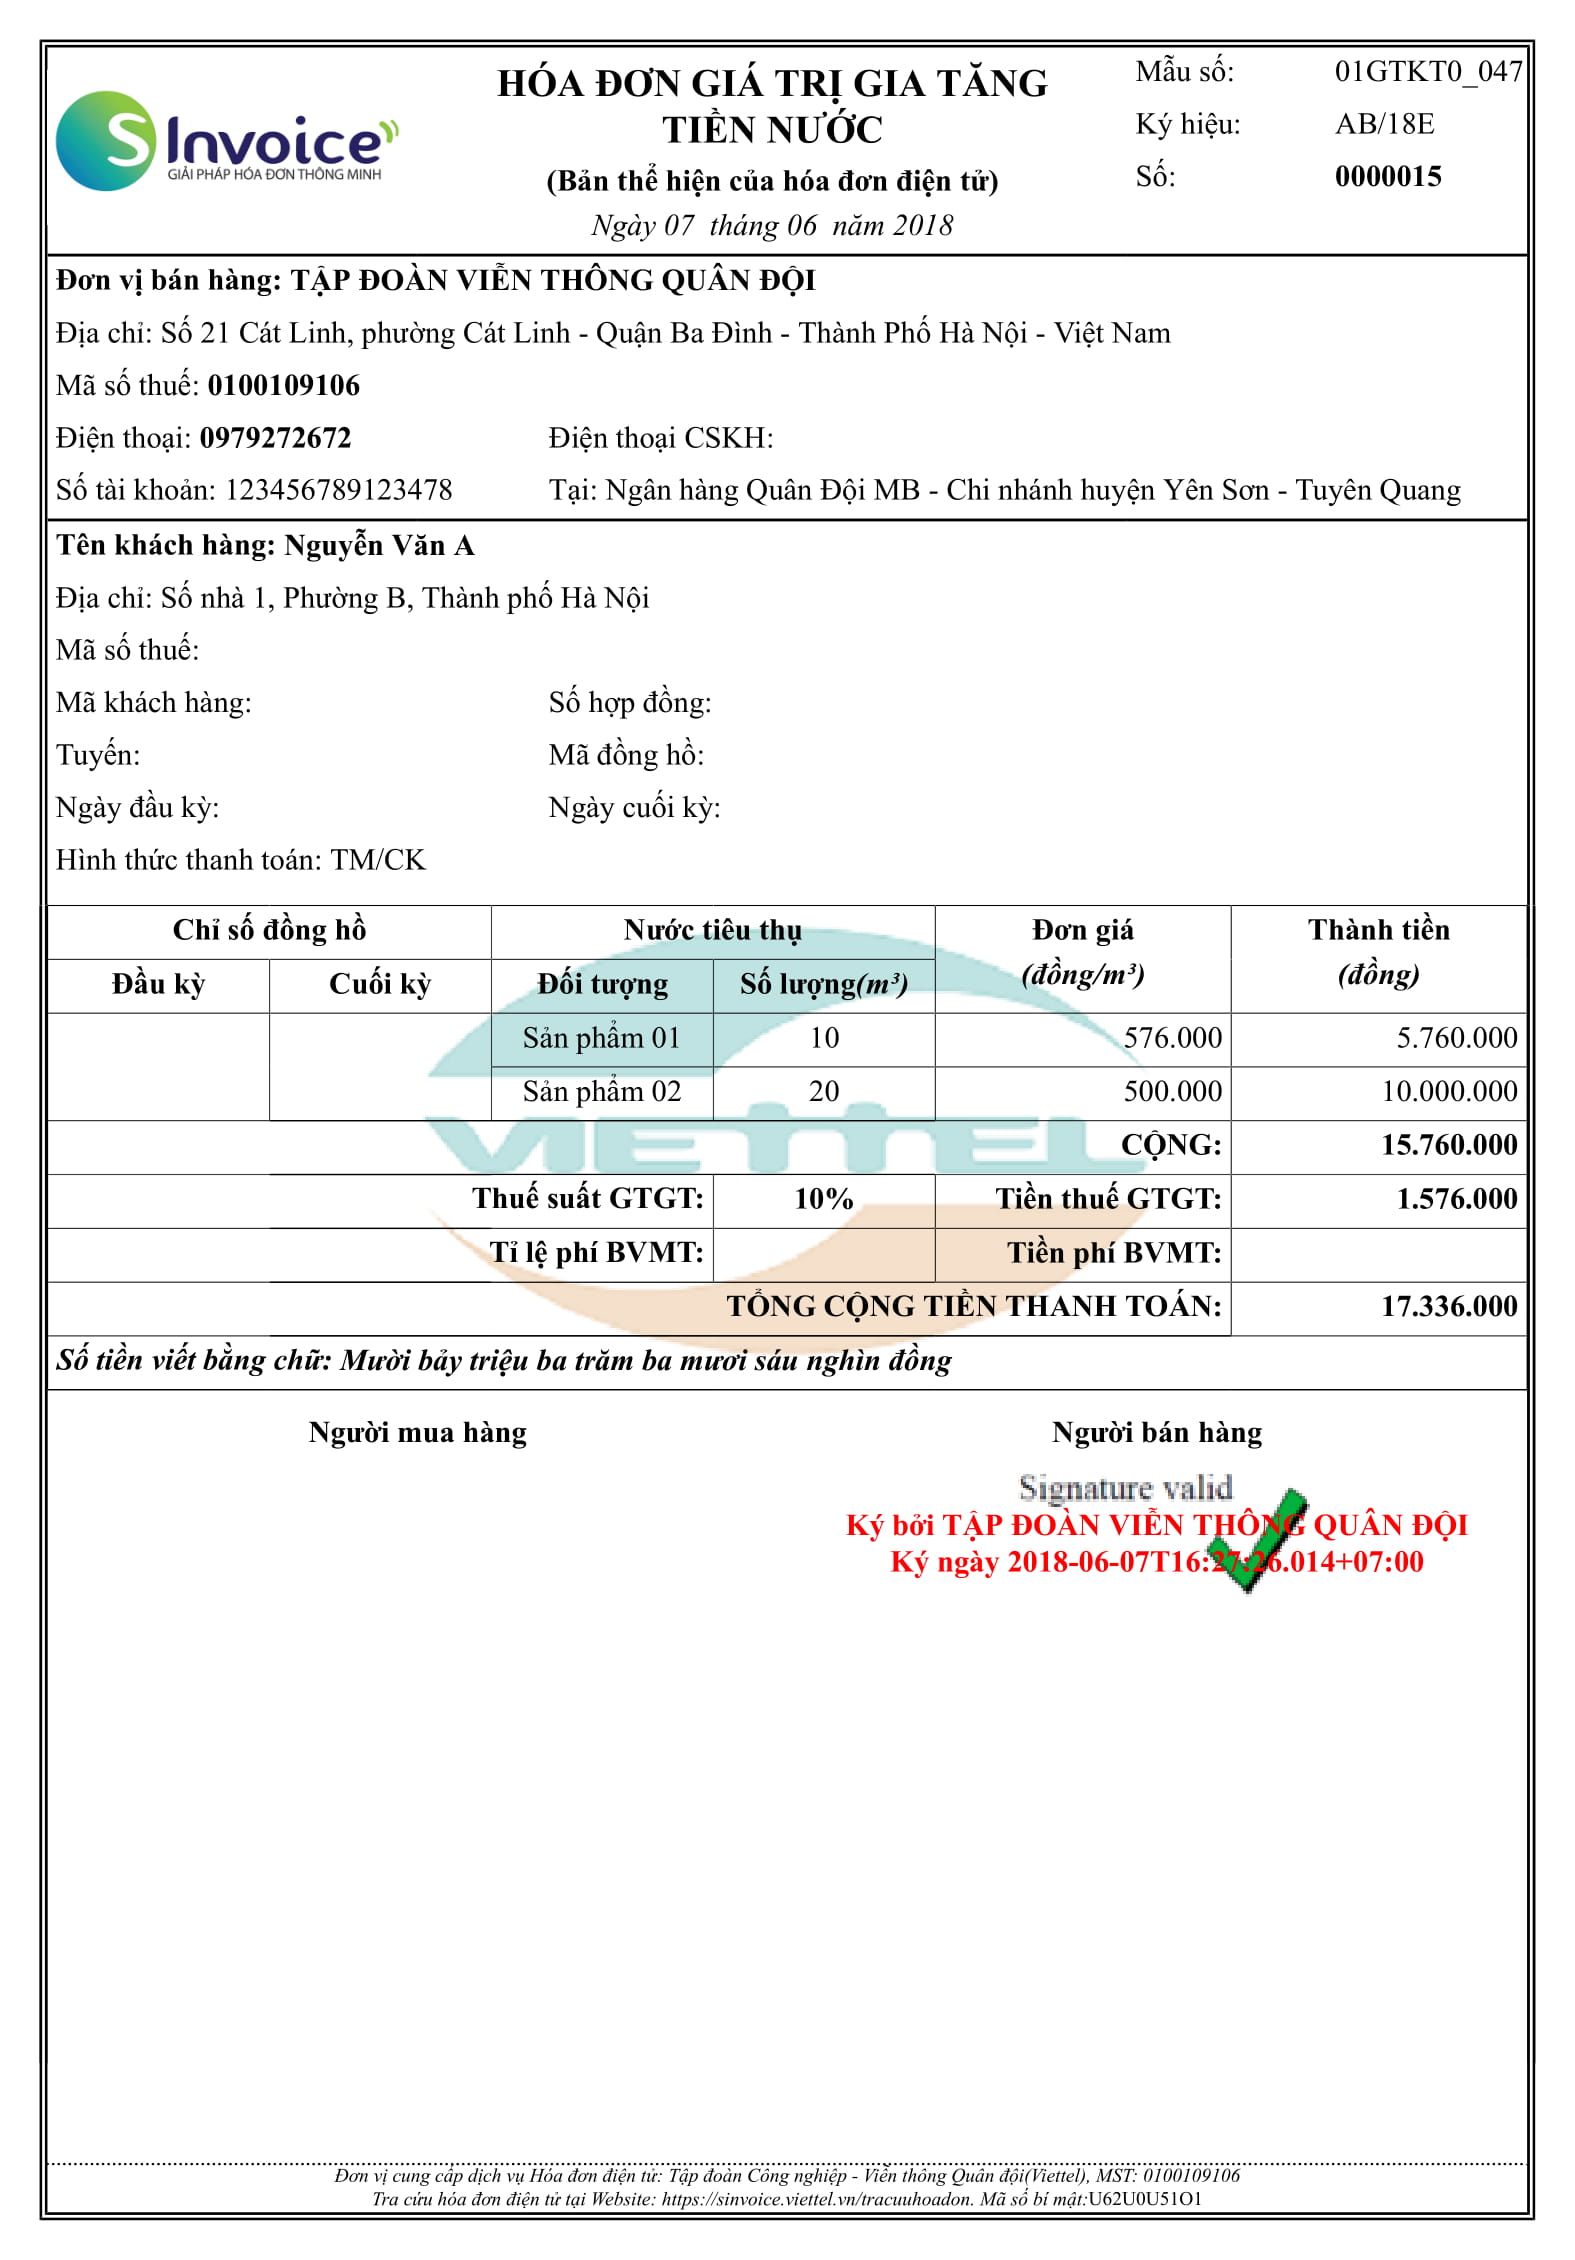 S Invoice
GIẢI PHÁP HÓA ĐƠN THÔNG MINH
HÓA ĐƠN GIÁ TRỊ GIA TĂNG
TIỀN NƯỚC
(Bản thể hiện của hóa đơn điện tử)
Ngày 07 tháng 06 năm 2018
Mẫu số: 01GTKT0_047
Ký hiệu: AB/18E
Số: 0000015
Đơn vị bán hàng: TẬP ĐOÀN VIỄN THÔNG QUÂN ĐỘI
Địa chỉ: Số 21 Cát Linh, phường Cát Linh - Quận Ba Đình - Thành Phố Hà Nội - Việt Nam
Mã số thuế: 0100109106
Điện thoại: 0979272672 Điện thoại CSKH:
Số tài khoản: 123456789123478 Tại: Ngân hàng Quân Đội MB - Chi nhánh huyện Yên Sơn - Tuyên Quang
Tên khách hàng: Nguyễn Văn A
Địa chỉ: Số nhà 1, Phường B, Thành phố Hà Nội
Mã số thuế:
Mã khách hàng: Số hợp đồng:
Tuyến: Mã đồng hồ:
Ngày đầu kỳ: Ngày cuối kỳ:
Hình thức thanh toán: TM/CK
Chỉ số đồng hồ Nước tiêu thụ Đơn giá Thành tiền
(đồng/m³) (đồng)
Đầu kỳ Cuối kỳ Đối tượng Số lượng(m³)
Sản phẩm 01 10 576.000 5.760.000
Sản phẩm 02 20 500.000 10.000.000
VIETTEL
CỘNG: 15.760.000
Thuế suất GTGT: 10% Tiền thuế GTGT: 1.576.000
Tỉ lệ phí BVMT: Tiền phí BVMT:
TỔNG CỘNG TIỀN THANH TOÁN: 17.336.000
Số tiền viết bằng chữ: Mười bảy triệu ba trăm ba mươi sáu nghìn đồng
Người mua hàng Người bán hàng
Signature valid
Ký bởi TẬP ĐOÀN VIỄN THÔNG QUÂN ĐỘI
Ký ngày 2018-06-07T16:27:26.014+07:00
Đơn vị cung cấp dịch vụ Hóa đơn điện tử: Tập đoàn Công nghiệp - Viễn thông Quân đội(Viettel), MST: 0100109106
Tra cứu hóa đơn điện tử tại Website: https://sinvoice.viettel.vn/tracuuhoadon. Mã số bí mật:U62U0U51O1